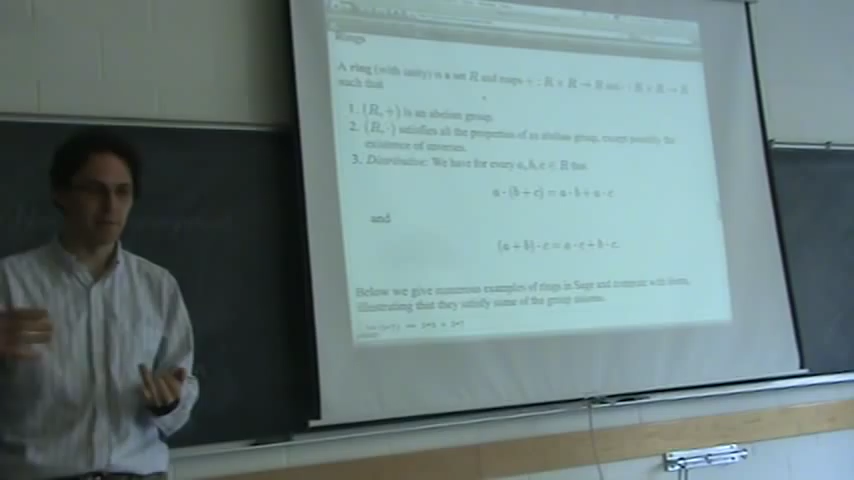 Rings
A ring (with unity) is a set R and maps + : R × R → R and · : R × R → R
such that
1. (R, +) is an abelian group,
2. (R, ·) satisfies all the properties of an abelian group, except possibly the
existence of inverses.
3. Distributive: We have for every a, b, c ∈ R that
a · (b + c) = a · b + a · c
and
(a + b) · c = a · c + b · c.
Below we give numerous examples of rings in Sage and compute with them,
illustrating that they satisfy some of the group axioms.